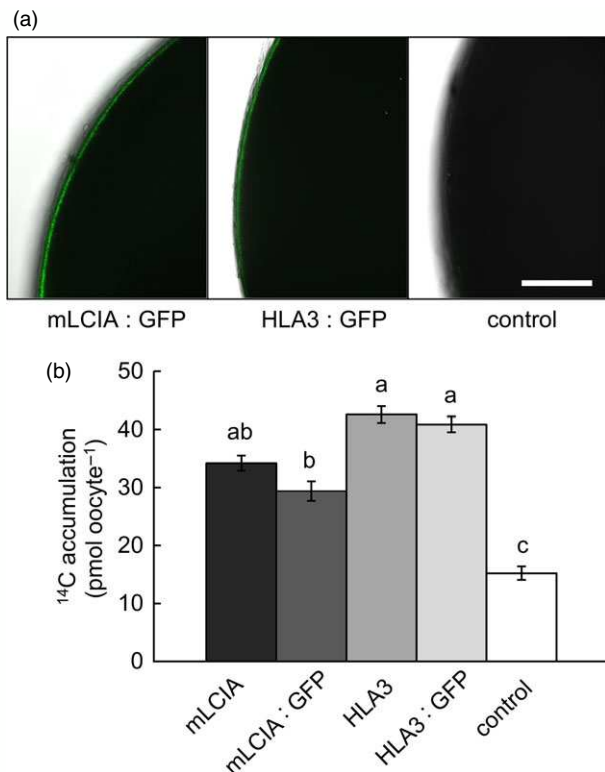 (a)
mLCIA : GFP HLA3 : GFP control
(b)
¹⁴C accumulation
(pmol oocyte⁻¹)
50
40
30
20
10
0
ab
b
a
a
c
mLCIA
mLCIA : GFP
HLA3
HLA3 : GFP
control